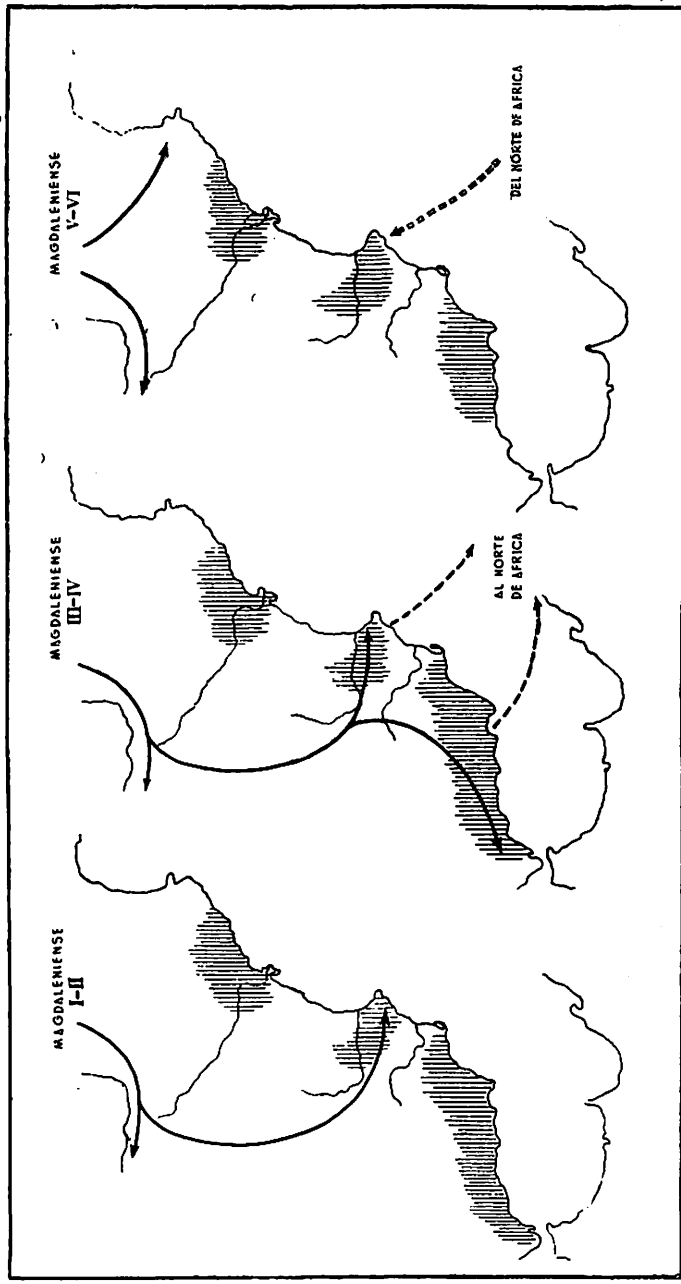 MAGDALENIENSE
I-II
MAGDALENIENSE
III-IV
AL NORTE
DE AFRICA
MAGDALENIENSE
V-VI
DEL NORTE DE AFRICA